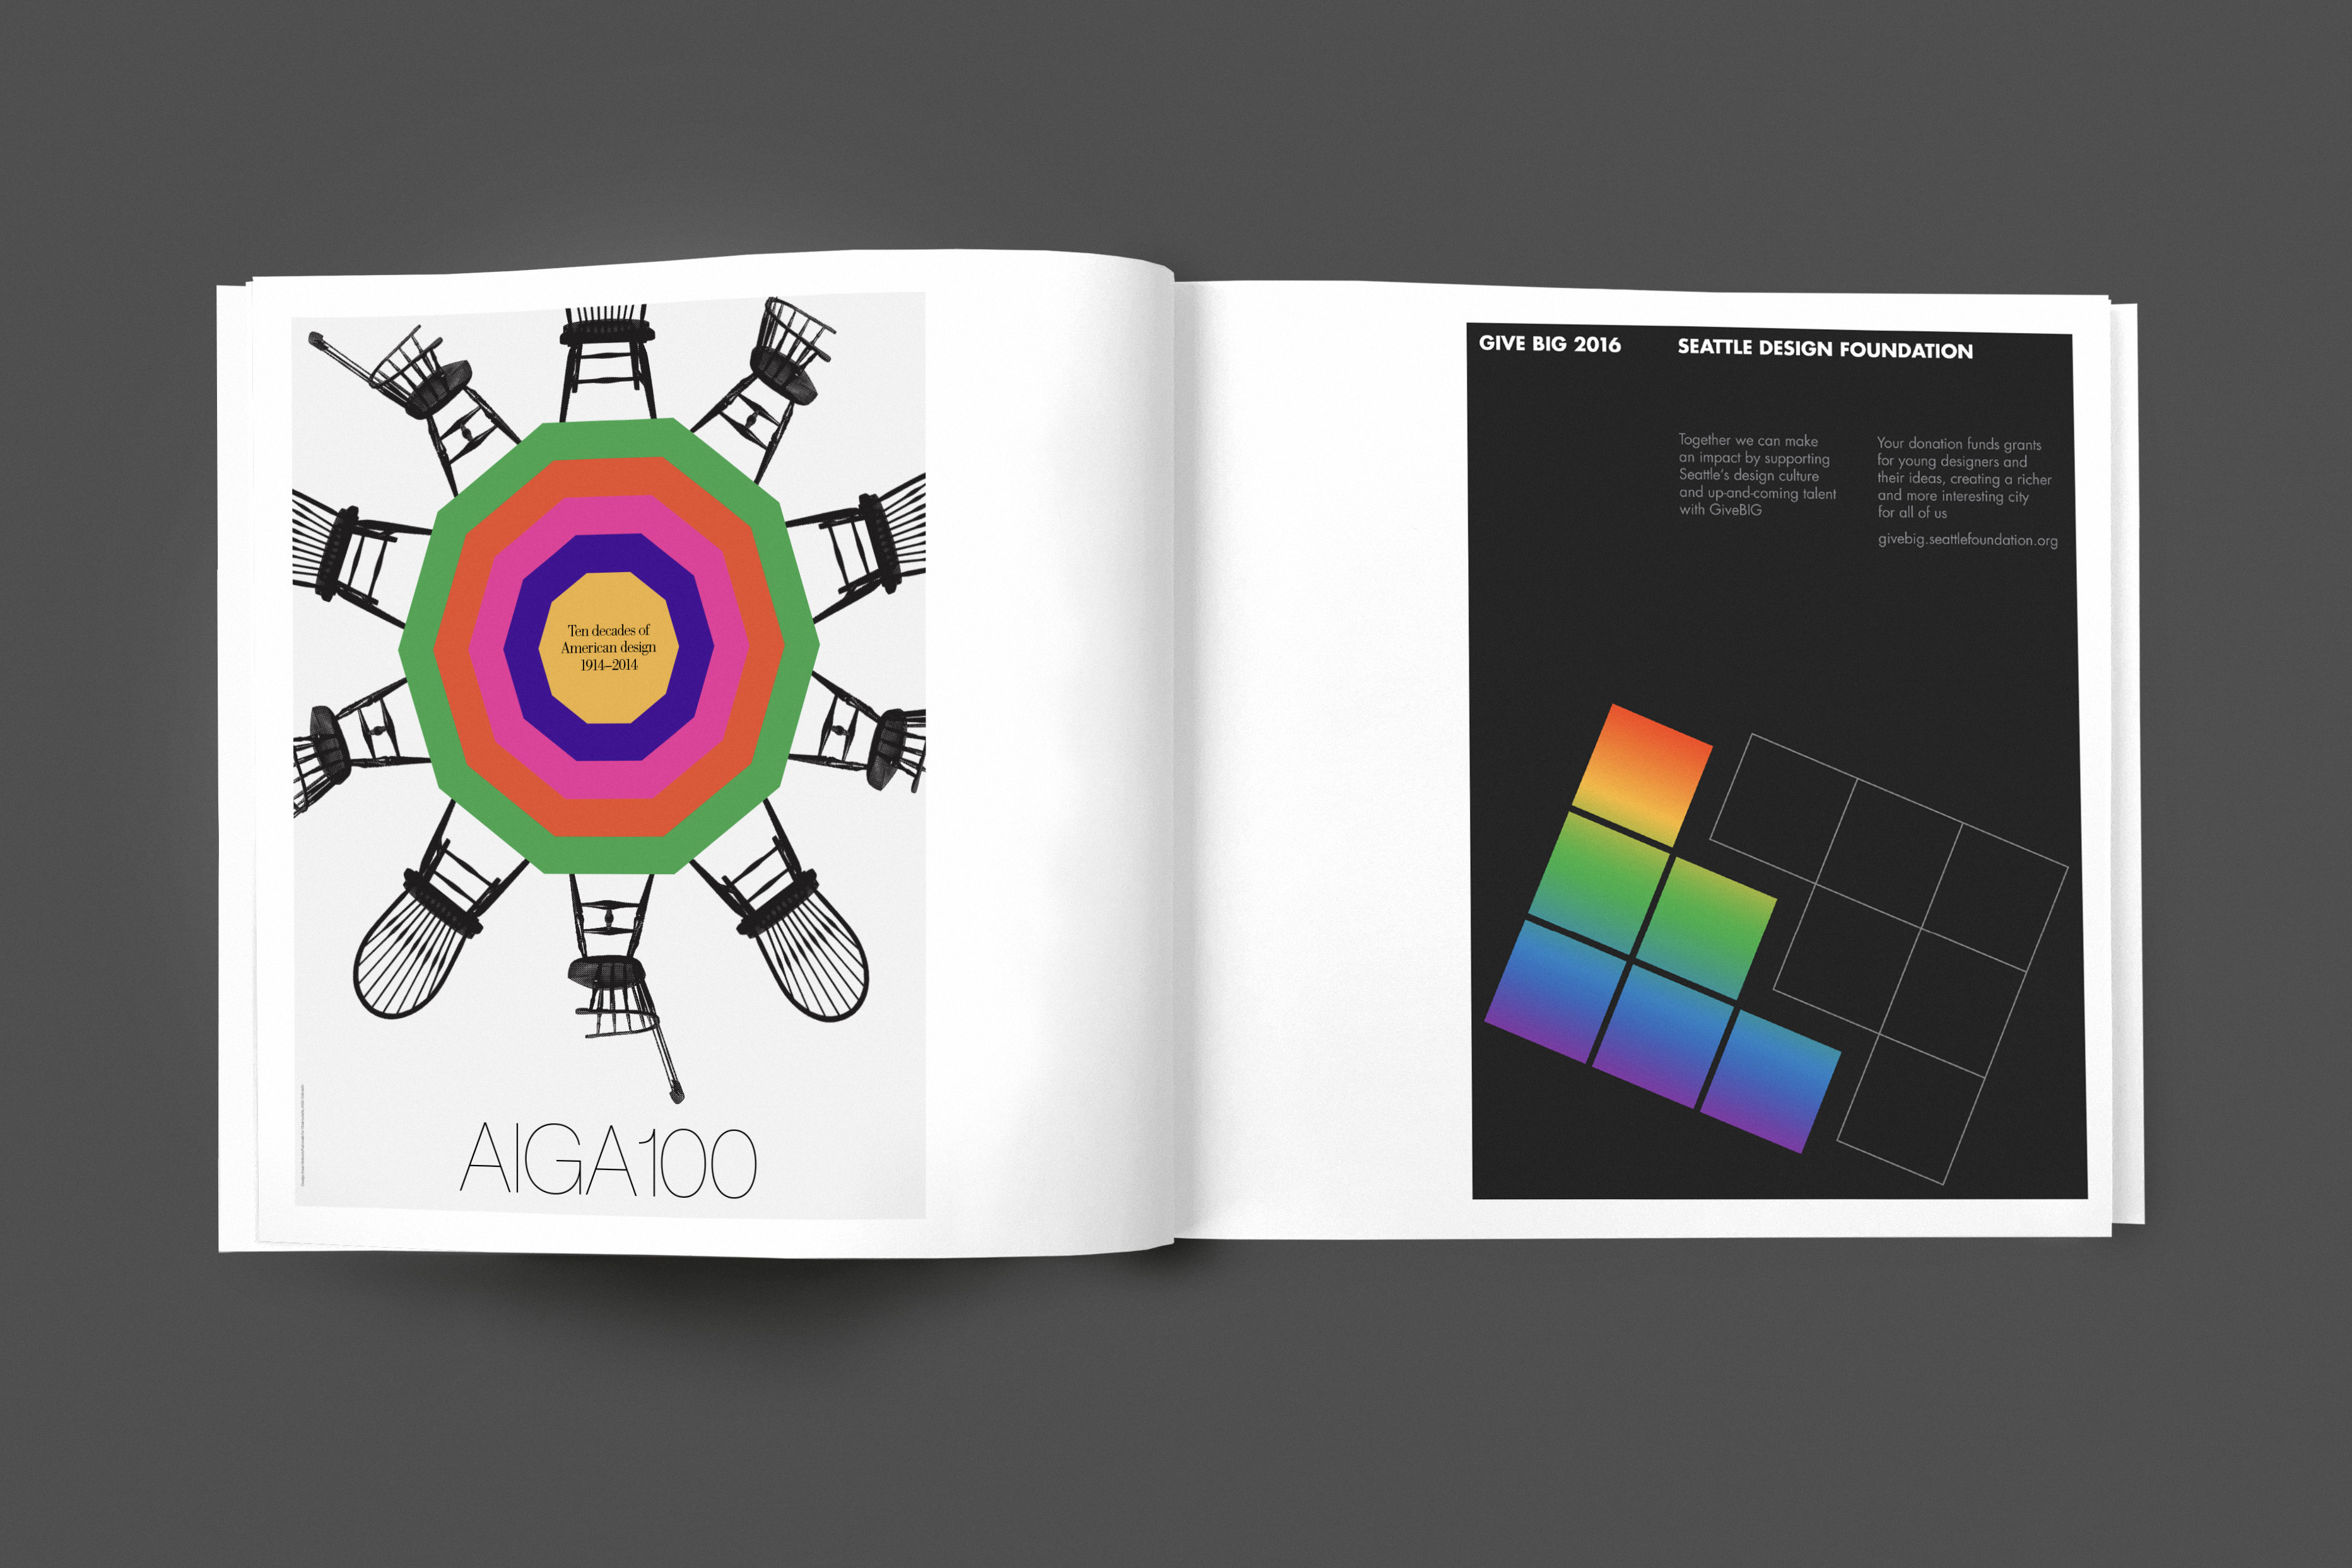 Ten decades of
American design
1914–2014
AIGA100
GIVE BIG 2016
SEATTLE DESIGN FOUNDATION
Together we can make
an impact by supporting
Seattle's design culture
and up-and-coming talent
with GiveBIG
Your donation funds grants
for young designers and
their ideas, creating a richer
and more interesting city
for all of us
givebig.seattlefoundation.org